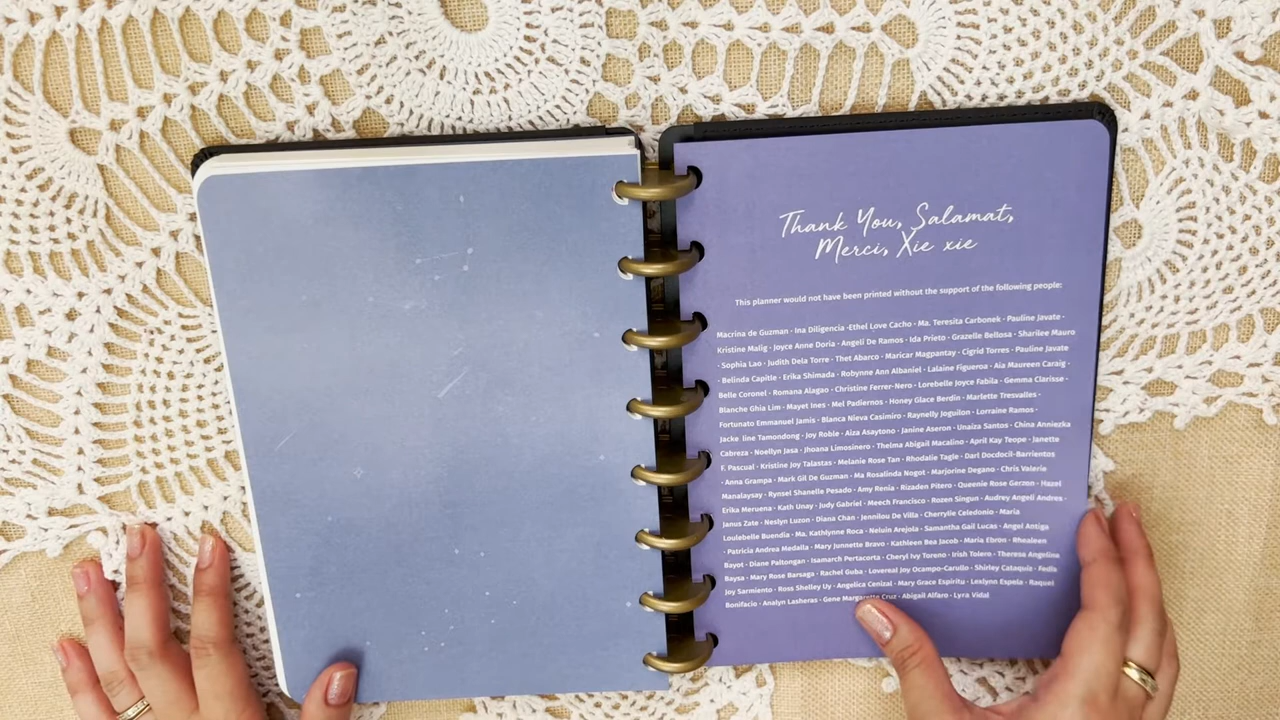 Thank You, Salamat,
Merci, Xie xie
This planner would not have been printed without the support of the following people:
Macrina de Guzman · Ina Diligencia ·Ethel Love Cacho · Ma. Teresita Carbonek · Pauline Javate ·
Kristine Malig · Joyce Anne Doria · Angeli De Ramos · Ida Prieto · Grazelle Bellosa · Sharilee Mauro
· Sophia Lao · Judith Dela Torre · Thet Abarco · Maricar Magpantay · Cigrid Torres · Pauline Javate
· Belinda Capitle · Erika Shimada · Robynne Ann Albaniel · Lalaine Figueroa · Aia Maureen Caraig ·
Belle Coronel · Romana Alagao · Christine Ferrer-Nero · Lorebelle Joyce Fabila · Gemma Clarisse ·
Blanche Ghia Lim · Mayet Ines · Mel Padiernos · Honey Glace Berdin · Marlette Tresvalles ·
Fortunato Emmanuel Jamis · Blanca Nieva Casimiro · Raynelly Joguilon · Lorraine Ramos ·
Jacke line Tamondong · Joy Roble · Aiza Asaytono · Janine Aseron · Unaiza Santos · China Anniezka
Cabreza · Noellyn Jasa · Jhoana Limosinero · Thelma Abigail Macalino · April Kay Teope · Janette
F. Pascual · Kristine Joy Talastas · Melanie Rose Tan · Rhodalie Tagle · Darl Docdocil-Barrientos
· Anna Grampa · Mark Gil De Guzman · Ma Rosalinda Nogot · Marjorine Degano · Chris Valerie
Manalaysay · Rynsel Shanelle Pesado · Amy Renia · Rizaden Pitero · Queenie Rose Garzon · Hazel
Erika Meruena · Kath Unay · Judy Gabriel · Meech Francisco · Rozen Singun · Audrey Angeli Andres ·
Janus Zate · Neslyn Luzon · Diana Chan · Jennilou De Villa · Cherrylie Celedonio · Maria
Loulebelle Buendia · Ma. Kathlynne Roca · Neluin Arejola · Samantha Gail Lucas · Angel Antiga
· Patricia Andrea Medalla · Mary Junnette Bravo · Kathleen Bea Jacob · Maria Ebron · Rhealeen
Bayot · Diane Paltongan · Isamarch Pertacorta · Cheryl Ivy Toreno · Irish Tolero · Theresa Angelina
Baysa · Mary Rose Barsaga · Rachel Guba · Lovereal Joy Ocampo-Carullo · Shirley Cataquis · Fedis
Joy Sarmiento · Ross Shelley Uy · Angelica Cenizal · Mary Grace Espiritu · Leslynn Espela · Raquel
Bonifacio · Analyn Lasheras · Gene Margarette Cruz · Abigail Alfaro · Lyra Vidal